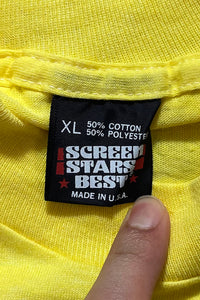 XL 50% COTTON
50% POLYESTER
SCREEN
STARS
BEST
MADE IN U.S.A.